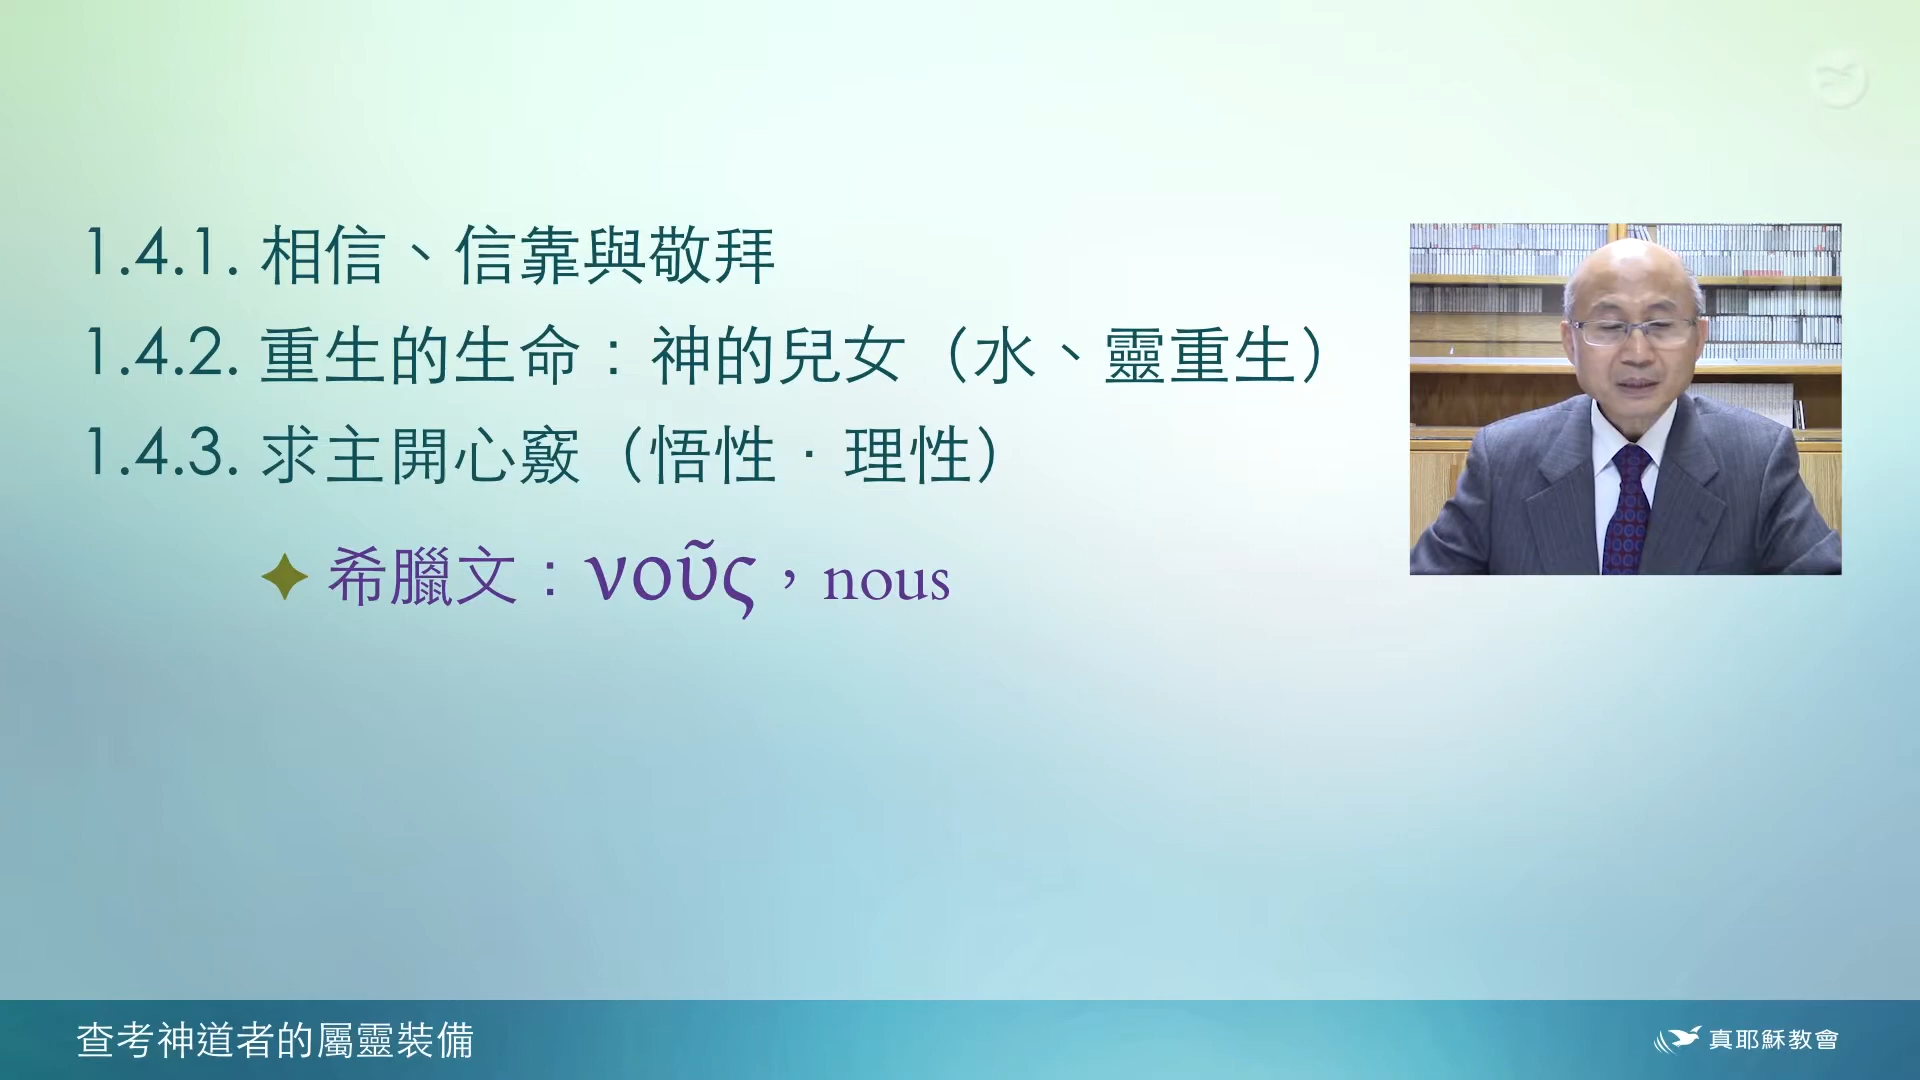 1.4.1. 相信、信靠與敬拜
1.4.2. 重生的生命：神的兒女（水、靈重生）
1.4.3. 求主開心竅（悟性．理性）
希臘文：νοῦς，nous
查考神道者的屬靈裝備
真耶穌教會